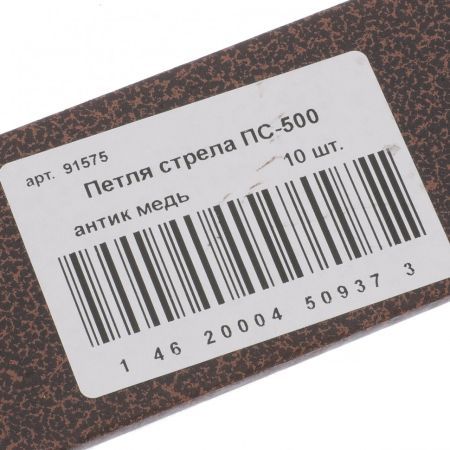 арт. 91575
Петля стрела ПС-500
антик медь 10 шт.
1 46 20004 50937 3